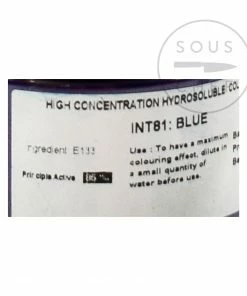 SOUS
HIGH CONCENTRATION HYDROSOLUBLE COL
INT81: BLUE
Ingredient E133
Principle Active 85 %
Use : To have a maximum
colouring effect, dilute in
a small quantity of
water before use.